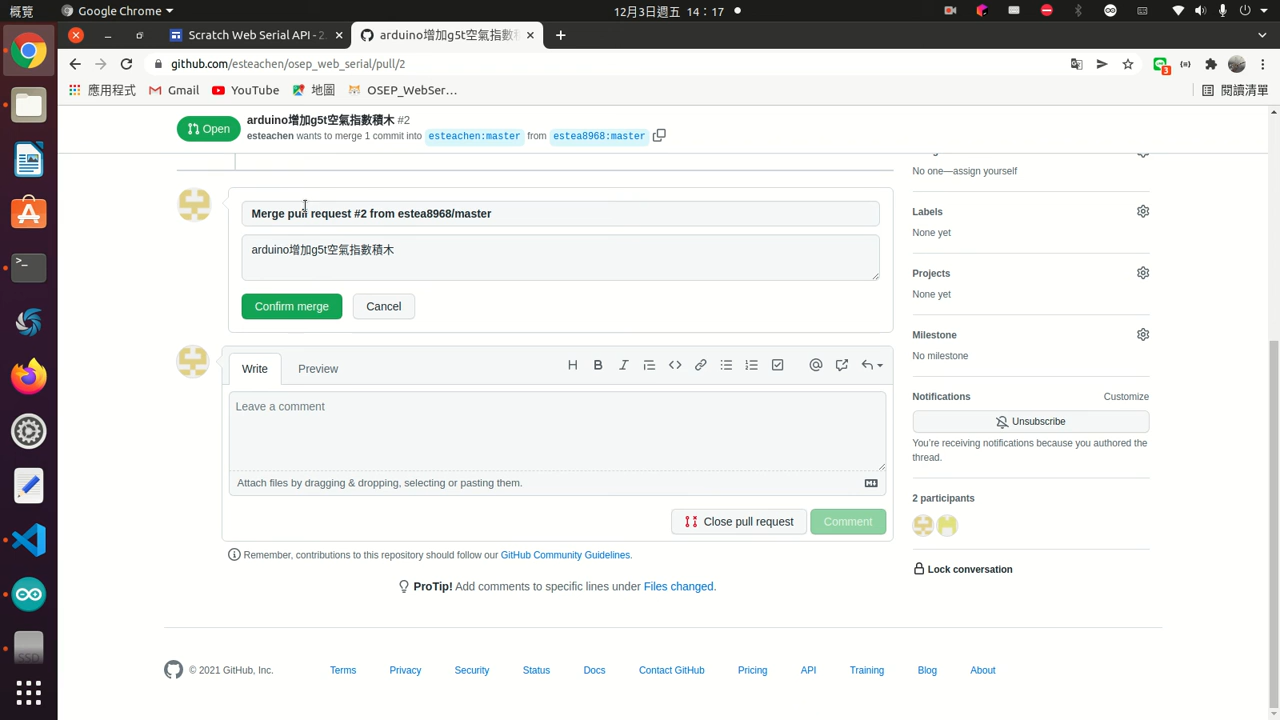 概覽
Google Chrome
12月3日週五 14：17
Scratch Web Serial API - 2.
arduino增加g5t空氣指數積
github.com/esteachen/osep_web_serial/pull/2
3
應用程式
Gmail
YouTube
地圖
OSEP_WebSer…
閱讀清單
Open
arduino增加g5t空氣指數積木 #2
esteachen wants to merge 1 commit into esteachen:master from estea8968:master
No one—assign yourself
Merge pull request #2 from estea8968/master
arduino增加g5t空氣指數積木
Confirm merge
Cancel
Labels
None yet
Projects
None yet
Milestone
No milestone
Write
Preview
Leave a comment
Attach files by dragging & dropping, selecting or pasting them.
Close pull request
Comment
Notifications
Customize
Unsubscribe
You're receiving notifications because you authored the
thread.
2 participants
Lock conversation
Remember, contributions to this repository should follow our GitHub Community Guidelines.
ProTip! Add comments to specific lines under Files changed.
© 2021 GitHub, Inc.
Terms
Privacy
Security
Status
Docs
Contact GitHub
Pricing
API
Training
Blog
About
SSD